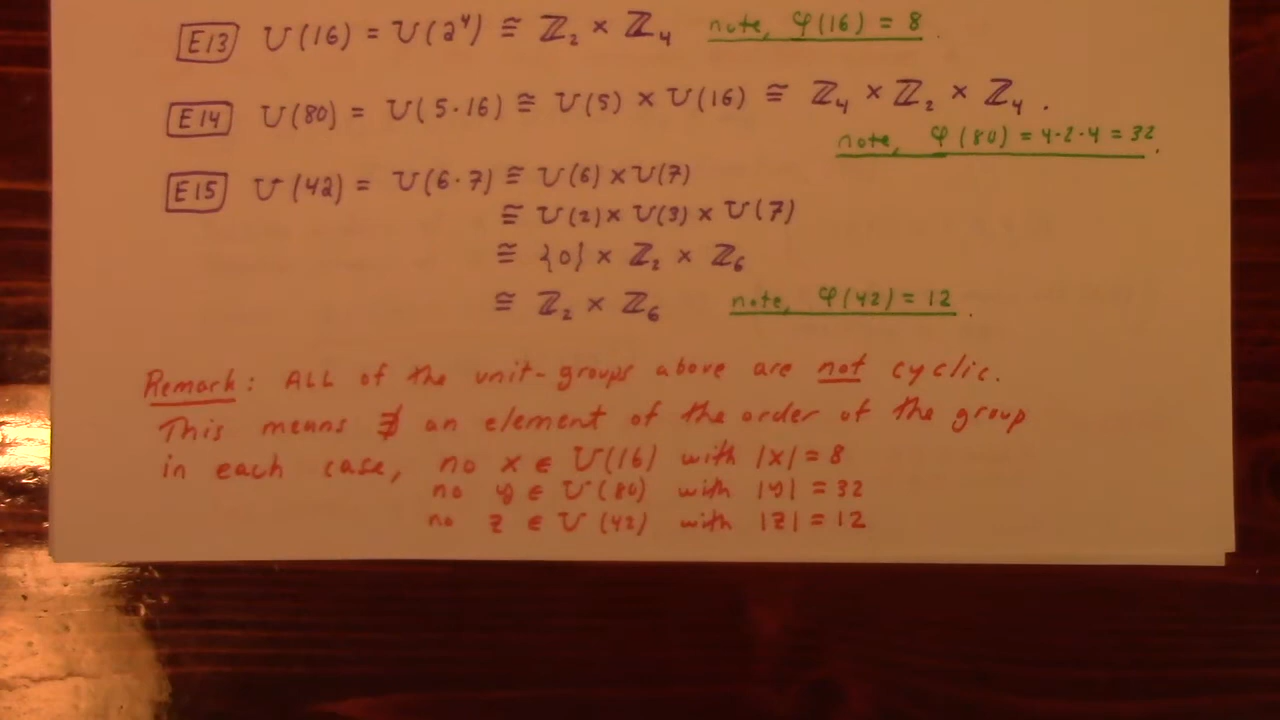 E13 U(16) = U(2⁴) ≅ ℤ₂ × ℤ₄ note, φ(16) = 8.
E14 U(80) = U(5·16) ≅ U(5) × U(16) ≅ ℤ₄ × ℤ₂ × ℤ₄.
note, φ(80) = 4·2·4 = 32.
E15 U(42) = U(6·7) ≅ U(6) × U(7)
≅ U(2) × U(3) × U(7)
≅ {0} × ℤ₂ × ℤ₆
≅ ℤ₂ × ℤ₆ note, φ(42) = 12.
Remark: ALL of the unit-groups above are not cyclic.
This means ∄ an element of the order of the group
in each case, no x ∈ U(16) with |x| = 8
no y ∈ U(80) with |y| = 32
no z ∈ U(42) with |z| = 12